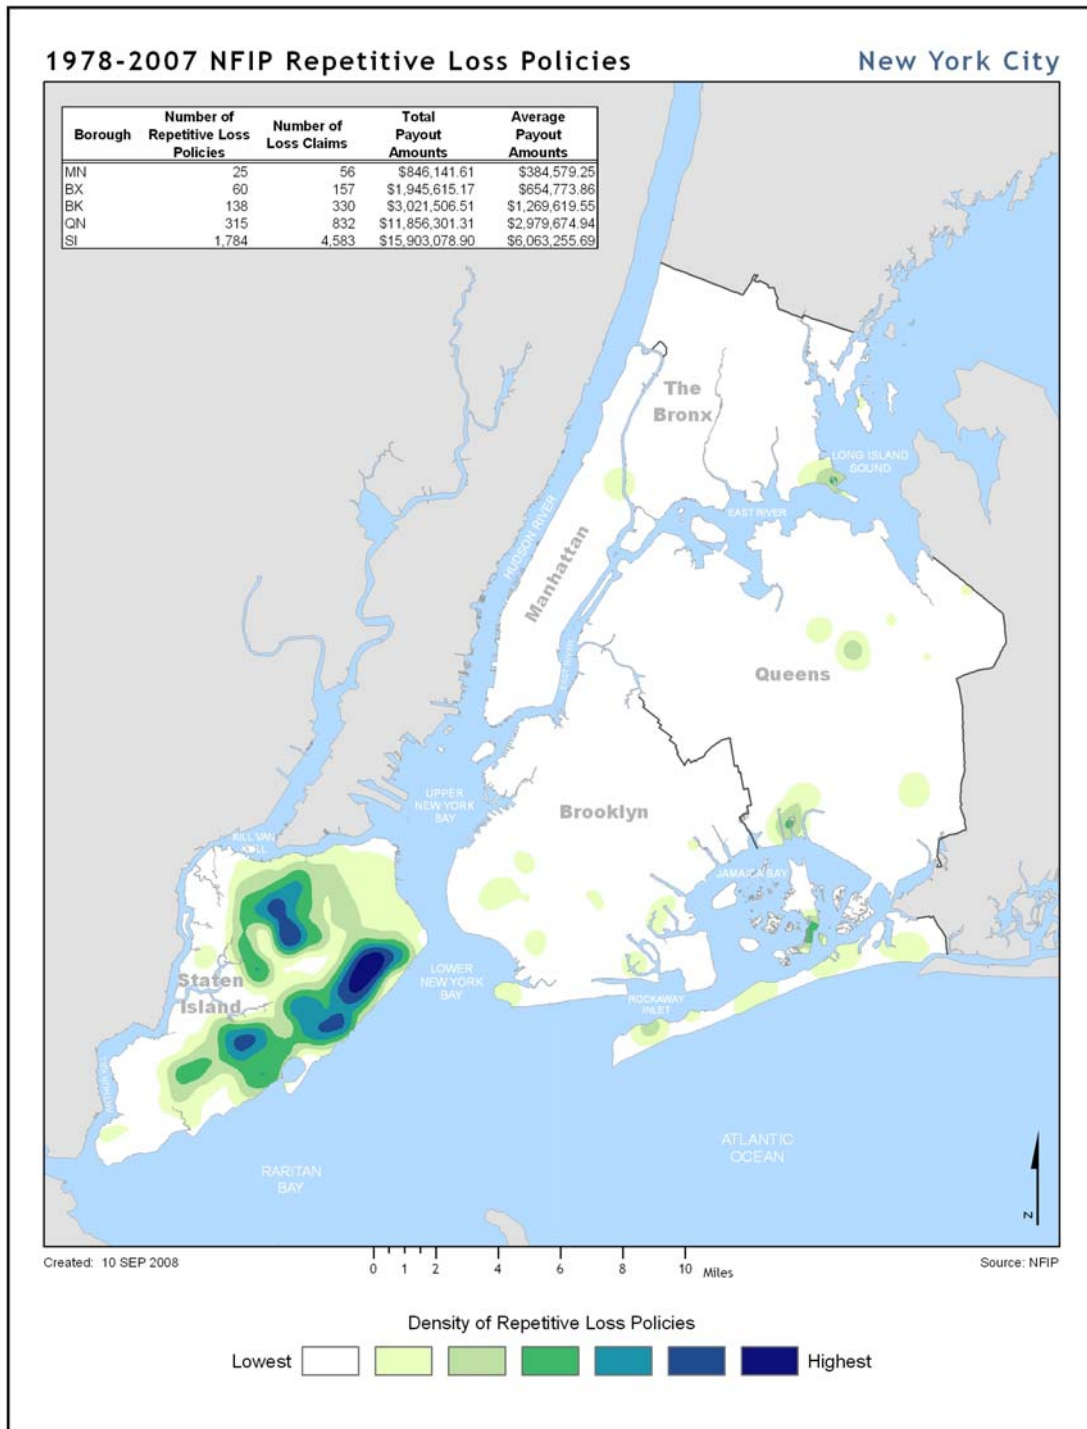 1978-2007 NFIP Repetitive Loss Policies New York City
Borough Number of Repetitive Loss Policies Number of Loss Claims Total Payout Amounts Average Payout Amounts
MN 25 56 $846,141.61 $384,579.25
BX 60 157 $1,945,615.17 $654,773.86
BK 138 330 $3,021,506.51 $1,269,619.55
QN 315 832 $11,856,301.31 $2,979,674.94
SI 1,784 4,583 $15,903,078.90 $6,063,255.69
The
Bronx
LONG ISLAND
SOUND
EAST RIVER
HUDSON RIVER
Manhattan
EAST RIVER
Queens
UPPER
NEW YORK
BAY
Brooklyn
KILL VAN
KULL
JAMAICA BAY
Staten
Island
LOWER
NEW YORK
BAY
ROCKAWAY
INLET
ARTHUR KILL
ATLANTIC
OCEAN
RARITAN
BAY
N
Created: 10 SEP 2008
0 1 2 4 6 8 10 Miles
Source: NFIP
Density of Repetitive Loss Policies
Lowest Highest